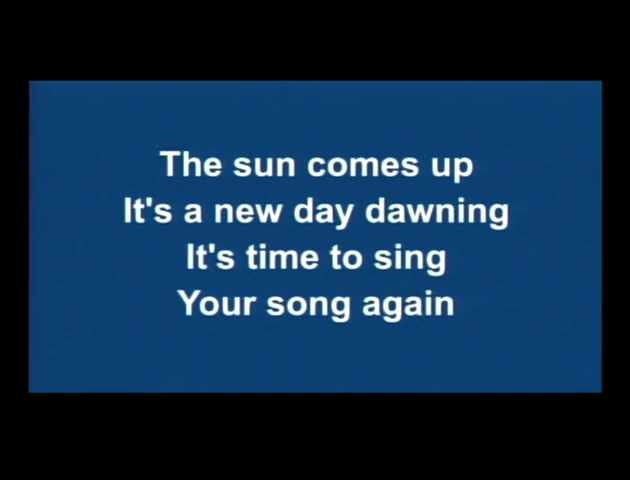 The sun comes up
It's a new day dawning
It's time to sing
Your song again